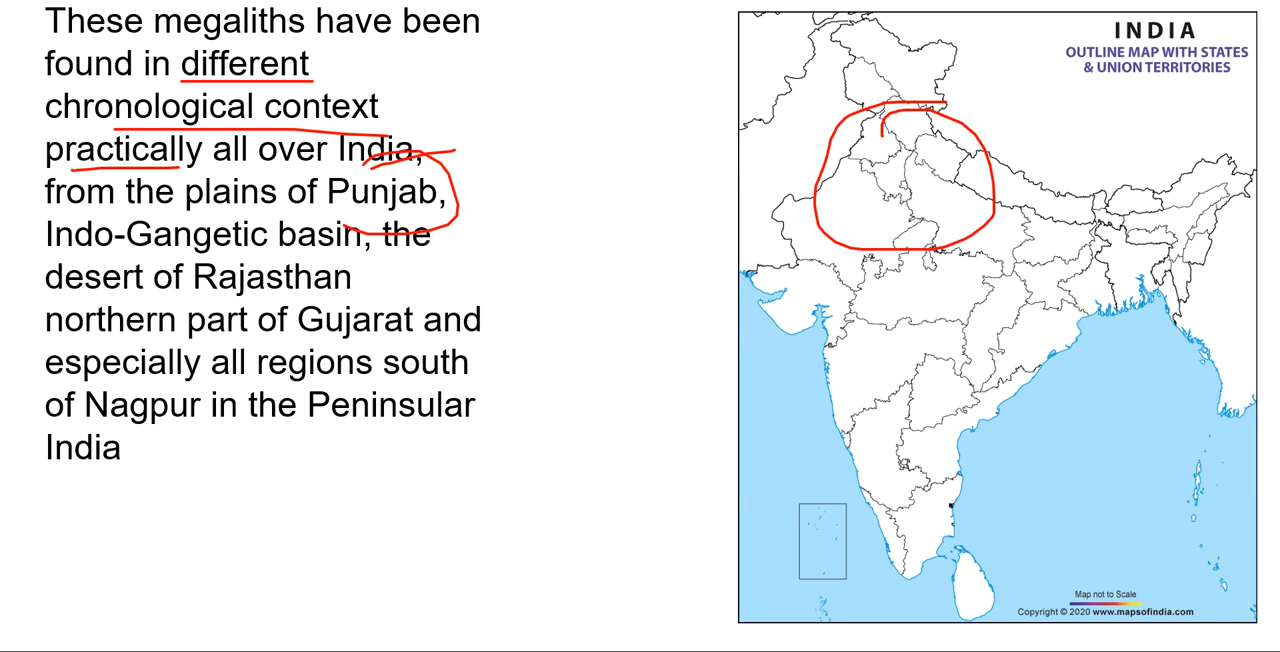 These megaliths have been
found in different
chronological context
practically all over India,
from the plains of Punjab,
Indo-Gangetic basin, the
desert of Rajasthan
northern part of Gujarat and
especially all regions south
of Nagpur in the Peninsular
India
INDIA
OUTLINE MAP WITH STATES
& UNION TERRITORIES
Map not to Scale
Copyright © 2020 www.mapsofindia.com